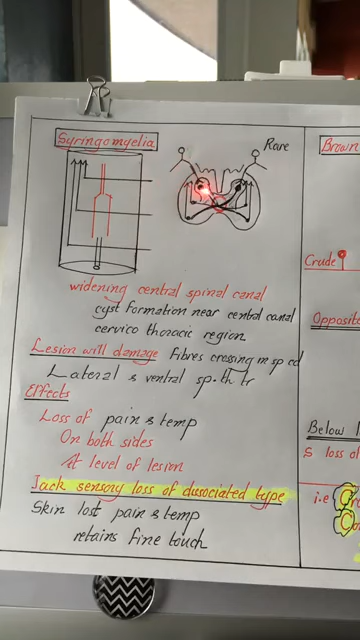 Syringomyelia
Rare
widening central spinal canal
cyst formation near central canal
cervico thoracic region
Lesion will damage Fibres crossing in sp cd
Lateral & ventral sp. th tr
Effects
Loss of pain & temp
On both sides
At level of lesion
Jack sensory loss of dissociated type
Skin lost pain & temp
retains fine touch
Brown
Crude
Opposite
Below
loss of
i.e